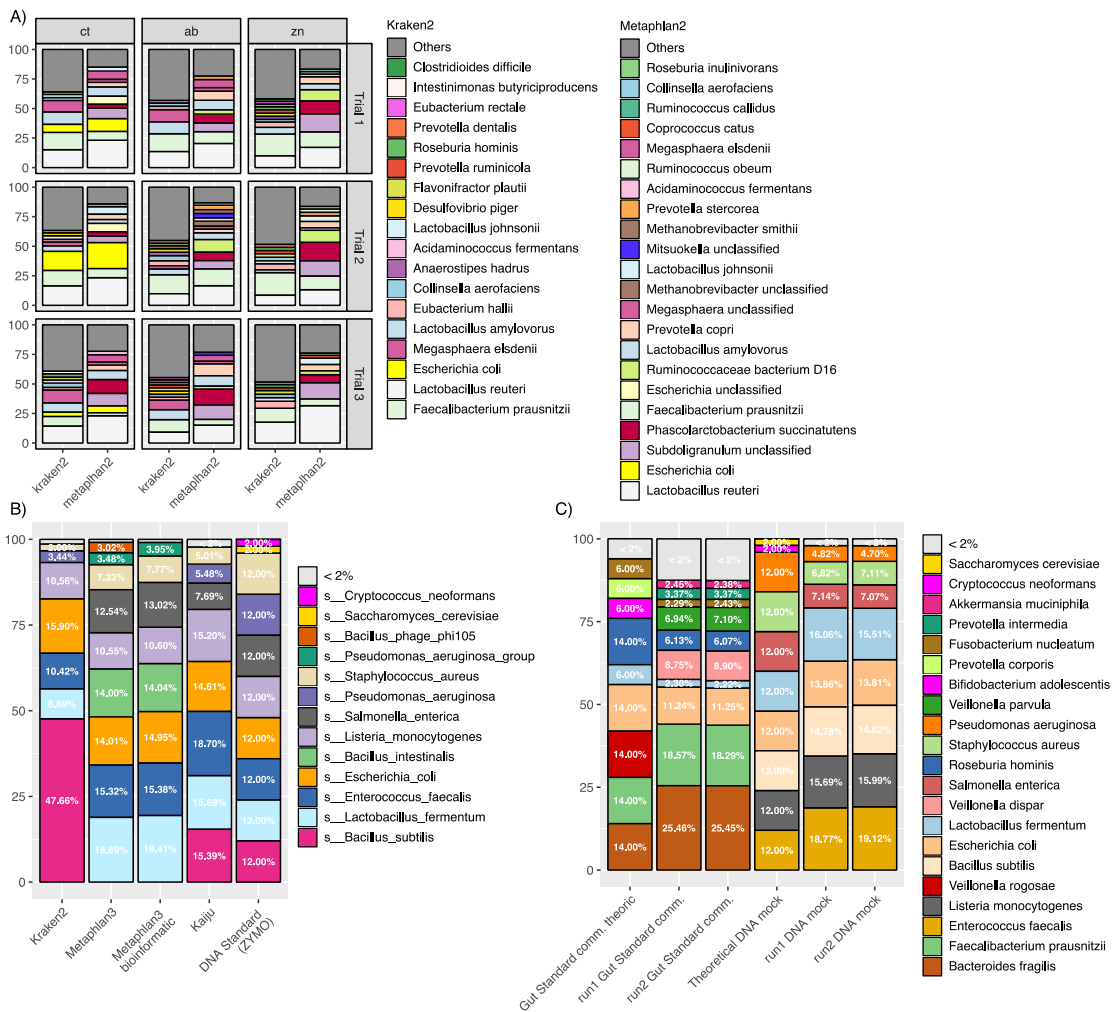 A)
ct ab zn
Trial 1
Trial 2
Trial 3
100
75
50
25
0
100
75
50
25
0
100
75
50
25
0
kraken2 metaplhan2 kraken2 metaplhan2 kraken2 metaplhan2
Kraken2
Others
Clostridioides difficile
Intestinimonas butyriciproducens
Eubacterium rectale
Prevotella dentalis
Roseburia hominis
Prevotella ruminicola
Flavonifractor plautii
Desulfovibrio piger
Lactobacillus johnsonii
Acidaminococcus fermentans
Anaerostipes hadrus
Collinsella aerofaciens
Eubacterium hallii
Lactobacillus amylovorus
Megasphaera elsdenii
Escherichia coli
Lactobacillus reuteri
Faecalibacterium prausnitzii
Metaphlan2
Others
Roseburia inulinivorans
Collinsella aerofaciens
Ruminococcus callidus
Coprococcus catus
Megasphaera elsdenii
Ruminococcus obeum
Acidaminococcus fermentans
Prevotella stercorea
Methanobrevibacter smithii
Mitsuokella unclassified
Lactobacillus johnsonii
Methanobrevibacter unclassified
Megasphaera unclassified
Prevotella copri
Lactobacillus amylovorus
Ruminococcaceae bacterium D16
Escherichia unclassified
Faecalibacterium prausnitzii
Phascolarctobacterium succinatutens
Subdoligranulum unclassified
Escherichia coli
Lactobacillus reuteri
B)
100
75
50
25
0
3.44%
10.56%
15.90%
10.42%
8.69%
47.66%
3.02%
3.48%
7.33%
12.54%
10.55%
14.00%
14.01%
15.32%
18.89%
3.95%
7.77%
13.02%
10.60%
14.04%
14.95%
15.38%
19.41%
5.01%
5.48%
7.69%
15.20%
14.61%
18.70%
15.69%
15.39%
2.00%
2.00%
12.00%
12.00%
12.00%
12.00%
12.00%
12.00%
12.00%
12.00%
Kraken2
Metaphlan3
Metaphlan3
bioinformatic
Kaiju
DNA Standard
(ZYMO)
< 2%
s__Cryptococcus_neoformans
s__Saccharomyces_cerevisiae
s__Bacillus_phage_phi105
s__Pseudomonas_aeruginosa_group
s__Staphylococcus_aureus
s__Pseudomonas_aeruginosa
s__Salmonella_enterica
s__Listeria_monocytogenes
s__Bacillus_intestinalis
s__Escherichia_coli
s__Enterococcus_faecalis
s__Lactobacillus_fermentum
s__Bacillus_subtilis
C)
100
75
50
25
0
< 2%
6.00%
6.00%
6.00%
14.00%
6.00%
14.00%
14.00%
14.00%
14.00%
< 2%
2.45%
3.37%
2.29%
6.94%
6.13%
8.75%
2.30%
11.24%
18.57%
25.46%
< 2%
2.38%
3.37%
2.43%
7.10%
6.07%
8.90%
2.22%
11.25%
18.29%
25.45%
2.00%
2.00%
12.00%
12.00%
12.00%
12.00%
12.00%
12.00%
12.00%
12.00%
4.82%
6.82%
7.14%
16.06%
13.86%
14.78%
15.69%
18.77%
4.70%
7.11%
7.07%
15.51%
13.81%
14.62%
15.99%
19.12%
Gut Standard comm. theoric
run1 Gut Standard comm.
run2 Gut Standard comm.
Theoretical DNA mock
run1 DNA mock
run2 DNA mock
< 2%
Saccharomyces cerevisiae
Cryptococcus neoformans
Akkermansia muciniphila
Prevotella intermedia
Fusobacterium nucleatum
Prevotella corporis
Bifidobacterium adolescentis
Veillonella parvula
Pseudomonas aeruginosa
Staphylococcus aureus
Roseburia hominis
Salmonella enterica
Veillonella dispar
Lactobacillus fermentum
Escherichia coli
Bacillus subtilis
Veillonella rogosae
Listeria monocytogenes
Enterococcus faecalis
Faecalibacterium prausnitzii
Bacteroides fragilis